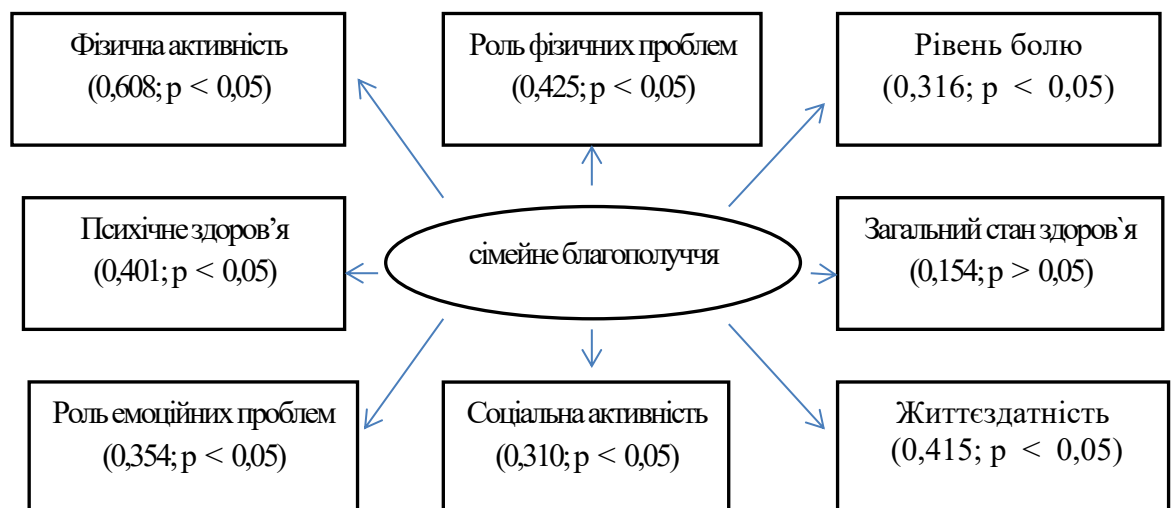 Фізична активність
(0,608; p < 0,05)
Роль фізичних проблем
(0,425; p < 0,05)
Рівень болю
(0,316; p < 0,05)
Психічне здоров’я
(0,401; p < 0,05)
сімейне благополуччя
Загальний стан здоров`я
(0,154; p > 0,05)
Роль емоційних проблем
(0,354; p < 0,05)
Соціальна активність
(0,310; p < 0,05)
Життєздатність
(0,415; p < 0,05)